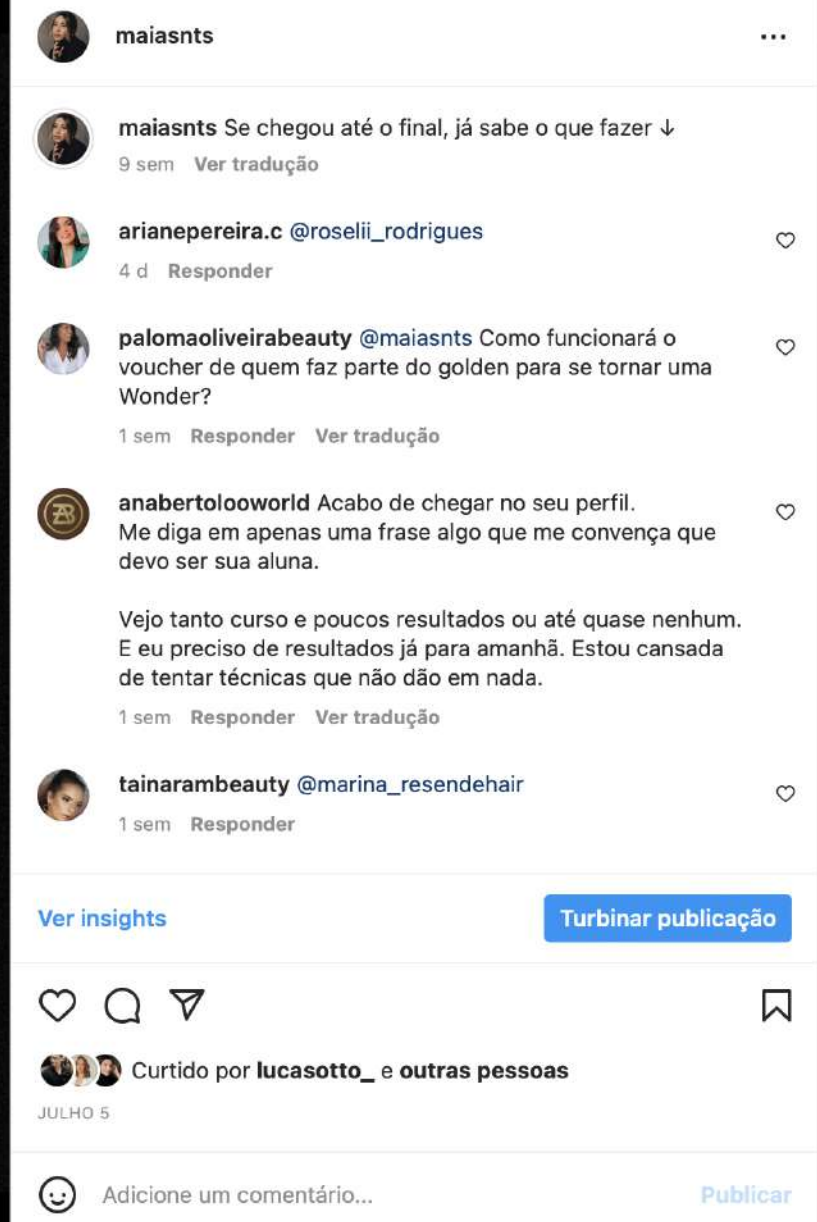 maiasnts
maiasnts Se chegou até o final, já sabe o que fazer ↓
9 sem Ver tradução
arianepereira.c @roselii_rodrigues
4 d Responder
palomaoliveirabeauty @maiasnts Como funcionará o
voucher de quem faz parte do golden para se tornar uma
Wonder?
1 sem Responder Ver tradução
anabertolooworld Acabo de chegar no seu perfil.
Me diga em apenas uma frase algo que me convença que
devo ser sua aluna.
Vejo tanto curso e poucos resultados ou até quase nenhum.
E eu preciso de resultados já para amanhã. Estou cansada
de tentar técnicas que não dão em nada.
1 sem Responder Ver tradução
tainarambeauty @marina_resendehair
1 sem Responder
Ver insights Turbinar publicação
Curtido por lucasotto_ e outras pessoas
JULHO 5
Adicione um comentário... Publicar